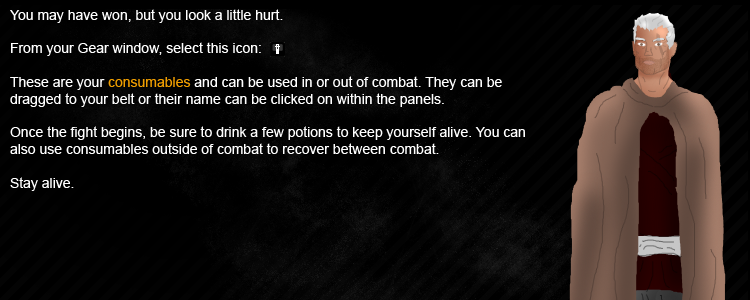 You may have won, but you look a little hurt.
From your Gear window, select this icon:
These are your consumables and can be used in or out of combat. They can be
dragged to your belt or their name can be clicked on within the panels.
Once the fight begins, be sure to drink a few potions to keep yourself alive. You can
also use consumables outside of combat to recover between combat.
Stay alive.